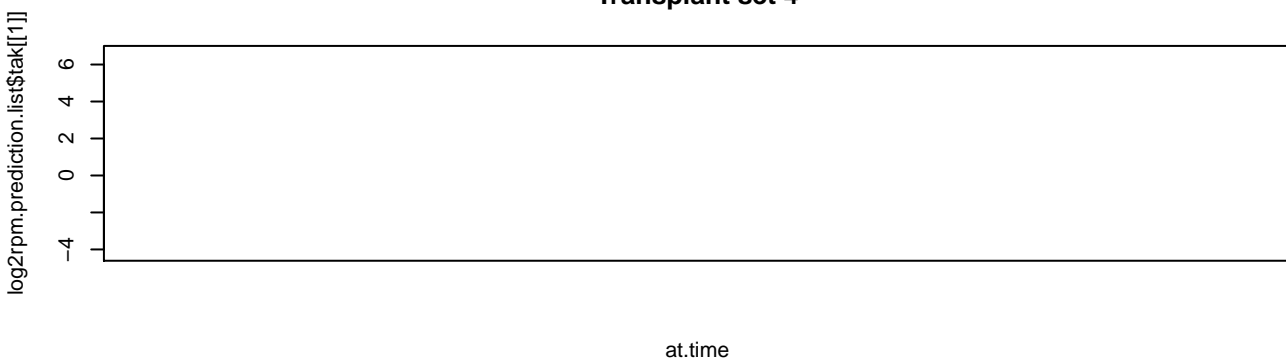 Transplant set 4
log2rpm.prediction.list$tak[[1]]
6
4
2
0
−4
at.time